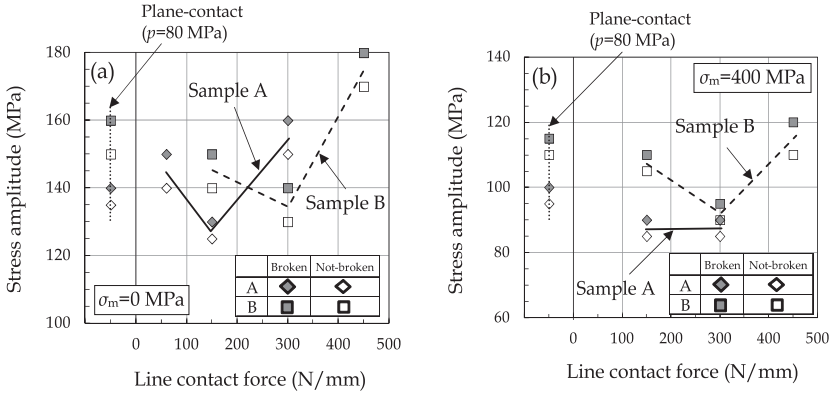 Plane-contact
(p=80 MPa)
180
160
140
120
100
Stress amplitude (MPa)
(a)
Sample A
Sample B
Broken Not-broken
A
B
σm=0 MPa
0 100 200 300 400 500
Line contact force (N/mm)
Plane-contact
(p=80 MPa)
140
120
100
80
60
Stress amplitude (MPa)
(b)
σm=400 MPa
Sample B
Sample A
Broken Not-broken
A
B
0 100 200 300 400 500
Line contact force (N/mm)